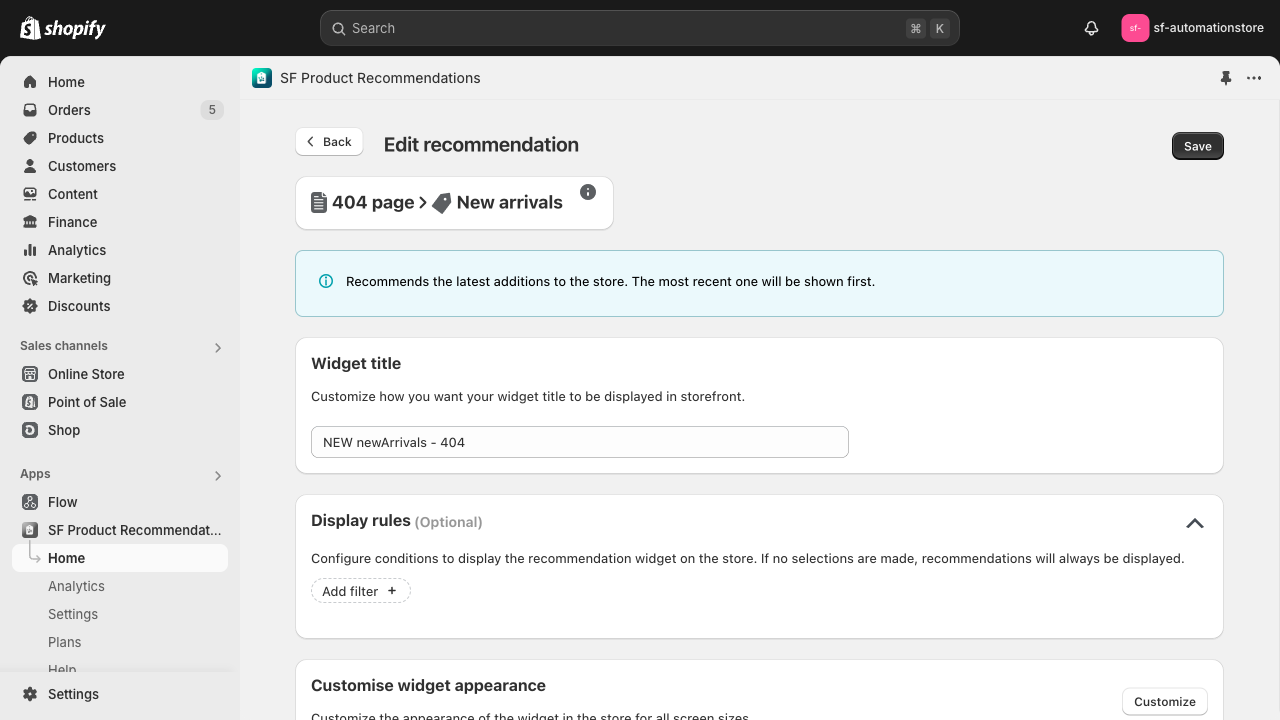 shopify
Search
⌘ K
sf-
sf-automationstore
Home
Orders 5
Products
Customers
Content
Finance
Analytics
Marketing
Discounts
Sales channels
Online Store
Point of Sale
Shop
Apps
Flow
SF Product Recommendat...
Home
Analytics
Settings
Plans
Help
Settings
SF Product Recommendations
Back
Edit recommendation
Save
404 page > New arrivals
Recommends the latest additions to the store. The most recent one will be shown first.
Widget title
Customize how you want your widget title to be displayed in storefront.
NEW newArrivals - 404
Display rules (Optional)
Configure conditions to display the recommendation widget on the store. If no selections are made, recommendations will always be displayed.
Add filter +
Customise widget appearance
Customize
Customize the appearance of the widget in the store for all screen sizes